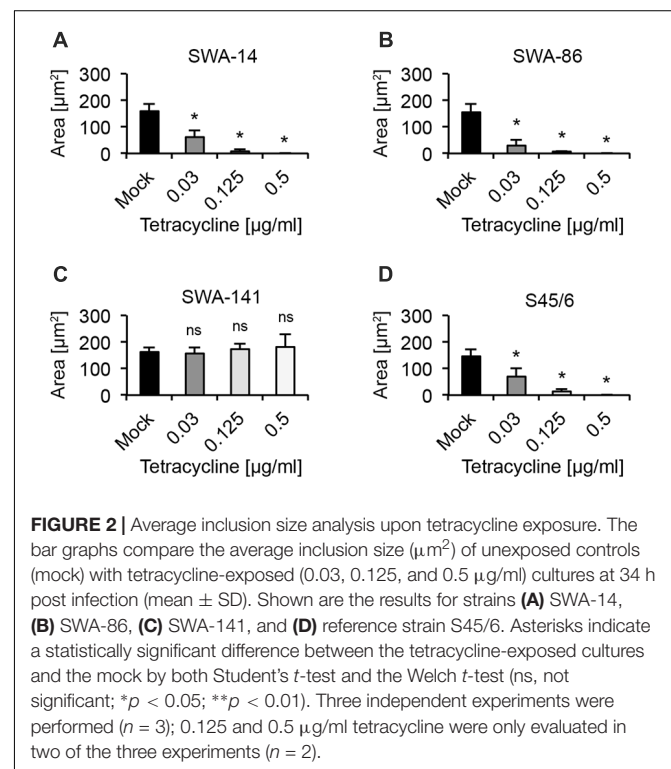 A
SWA-14
Area [µm²]
300
200
100
0
*
*
*
Mock
0.03
0.125
0.5
Tetracycline [µg/ml]
B
SWA-86
Area [µm²]
300
200
100
0
*
*
*
Mock
0.03
0.125
0.5
Tetracycline [µg/ml]
C
SWA-141
Area [µm²]
300
200
100
0
ns
ns
ns
Mock
0.03
0.125
0.5
Tetracycline [µg/ml]
D
S45/6
Area [µm²]
300
200
100
0
*
*
*
Mock
0.03
0.125
0.5
Tetracycline [µg/ml]
FIGURE 2 | Average inclusion size analysis upon tetracycline exposure. The
bar graphs compare the average inclusion size (µm²) of unexposed controls
(mock) with tetracycline-exposed (0.03, 0.125, and 0.5 µg/ml) cultures at 34 h
post infection (mean ± SD). Shown are the results for strains (A) SWA-14,
(B) SWA-86, (C) SWA-141, and (D) reference strain S45/6. Asterisks indicate
a statistically significant difference between the tetracycline-exposed cultures
and the mock by both Student's t-test and the Welch t-test (ns, not
significant; *p < 0.05; **p < 0.01). Three independent experiments were
performed (n = 3); 0.125 and 0.5 µg/ml tetracycline were only evaluated in
two of the three experiments (n = 2).